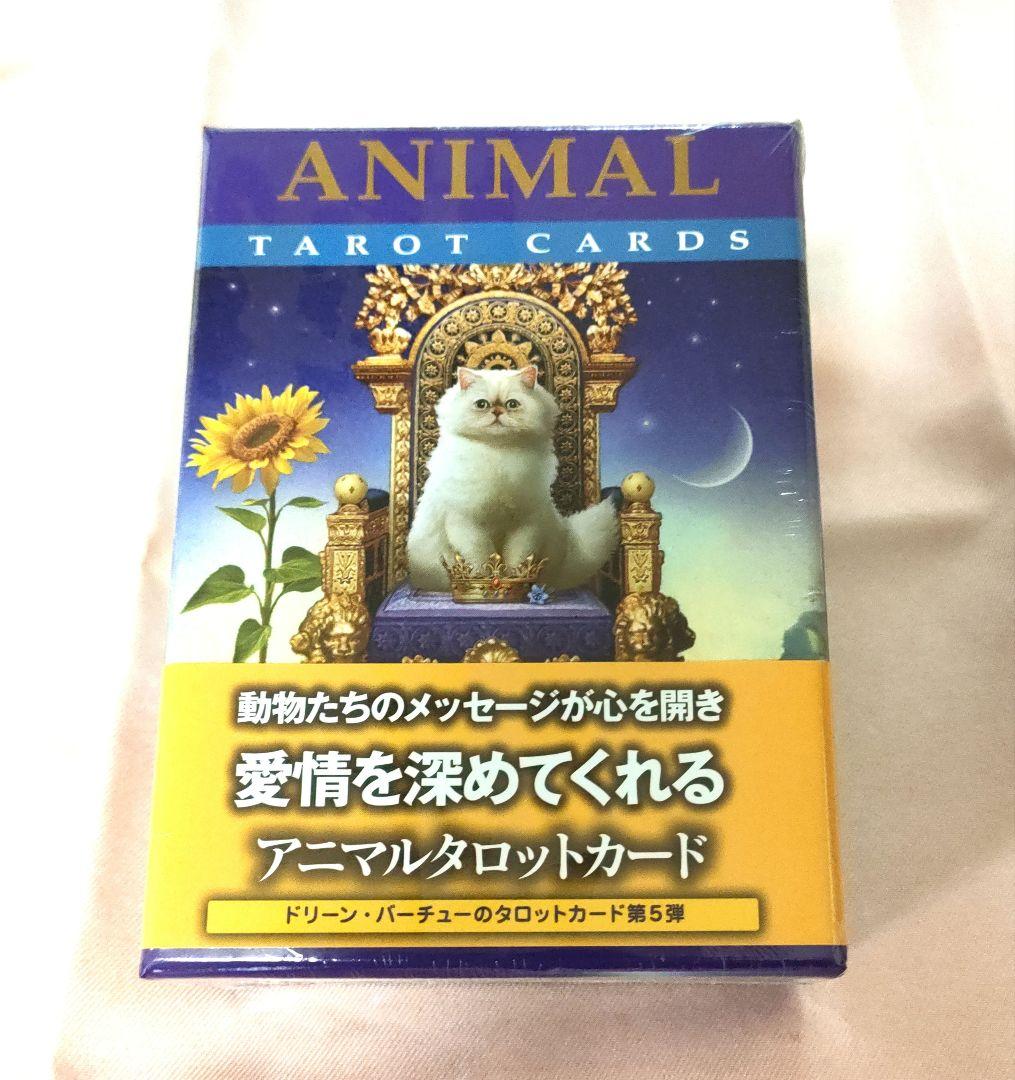 ANIMAL
TAROT CARDS
動物たちのメッセージが心を開き
愛情を深めてくれる
アニマルタロットカード
ドリーン・バーチューのタロットカード第5弾